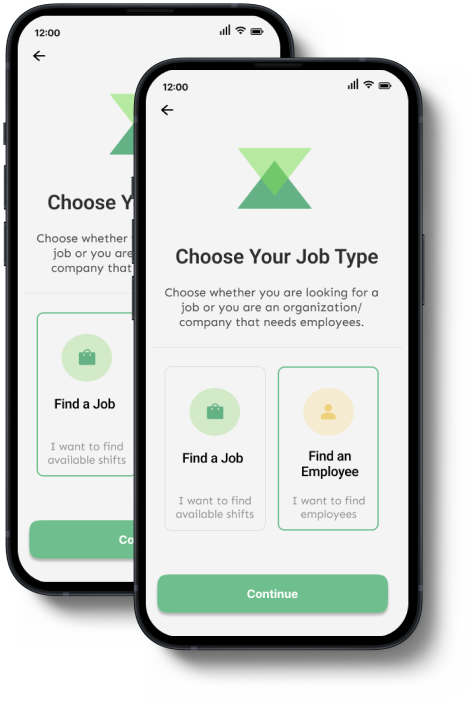 12:00
Choose Y
Choose whether
job or you are
company that
Find a Job
I want to find
available shifts
Co
12:00
Choose Your Job Type
Choose whether you are looking for a
job or you are an organization/
company that needs employees.
Find a Job
I want to find
available shifts
Find an
Employee
I want to find
employees
Continue